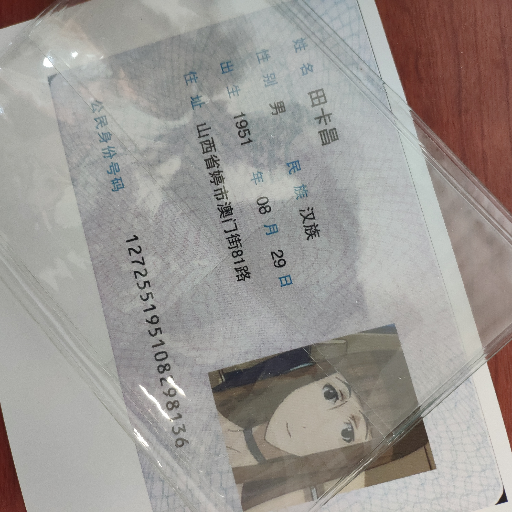 姓名 田卡昌
性别 男 民族 汉族
出生 1951 年 08 月 29 日
住址 山西省婷市澳门街81路
公民身份号码 127255195108298136